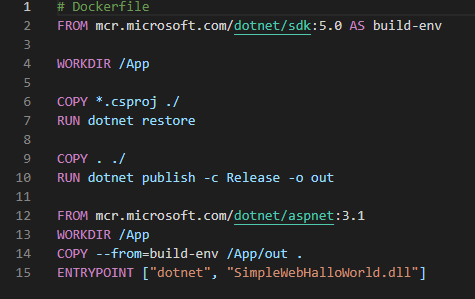 1 # Dockerfile
2 FROM mcr.microsoft.com/dotnet/sdk:5.0 AS build-env
3
4 WORKDIR /App
5
6 COPY *.csproj ./
7 RUN dotnet restore
8
9 COPY . ./
10 RUN dotnet publish -c Release -o out
11
12 FROM mcr.microsoft.com/dotnet/aspnet:3.1
13 WORKDIR /App
14 COPY --from=build-env /App/out .
15 ENTRYPOINT ["dotnet", "SimpleWebHalloWorld.dll"]